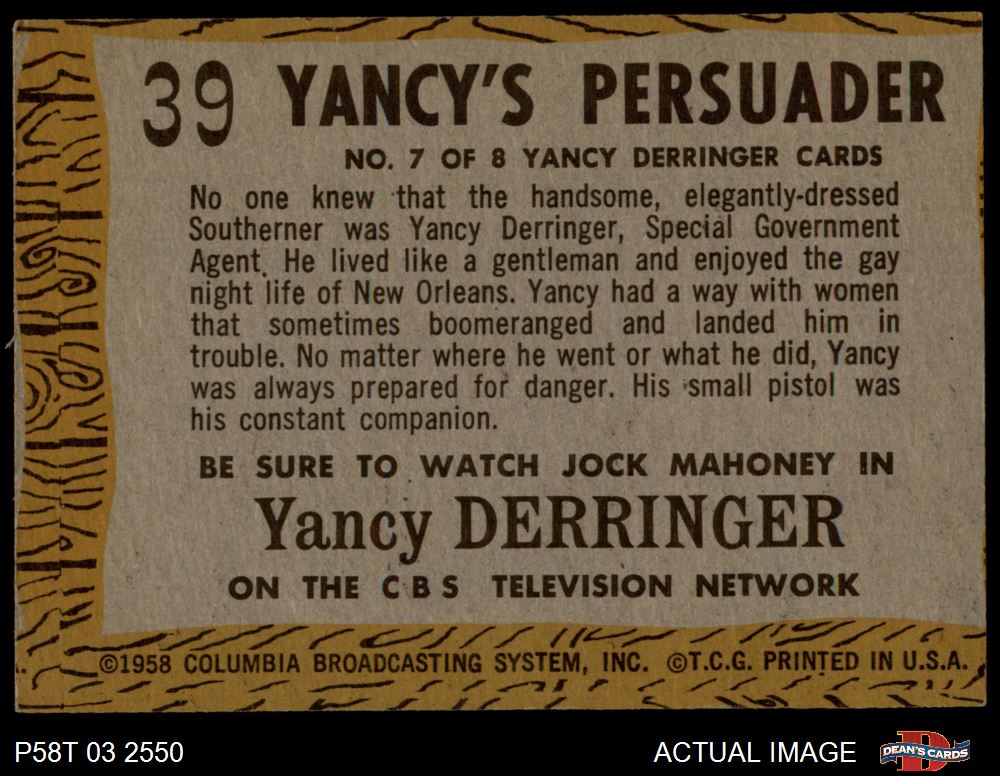 39 YANCY'S PERSUADER
NO. 7 OF 8 YANCY DERRINGER CARDS
No one knew that the handsome, elegantly-dressed
Southerner was Yancy Derringer, Special Government
Agent. He lived like a gentleman and enjoyed the gay
night life of New Orleans. Yancy had a way with women
that sometimes boomeranged and landed him in
trouble. No matter where he went or what he did, Yancy
was always prepared for danger. His small pistol was
his constant companion.
BE SURE TO WATCH JOCK MAHONEY IN
Yancy DERRINGER
ON THE CBS TELEVISION NETWORK
©1958 COLUMBIA BROADCASTING SYSTEM, INC. ©T.C.G. PRINTED IN U.S.A.
P58T 03 2550
ACTUAL IMAGE
D
DEAN'S CARDS